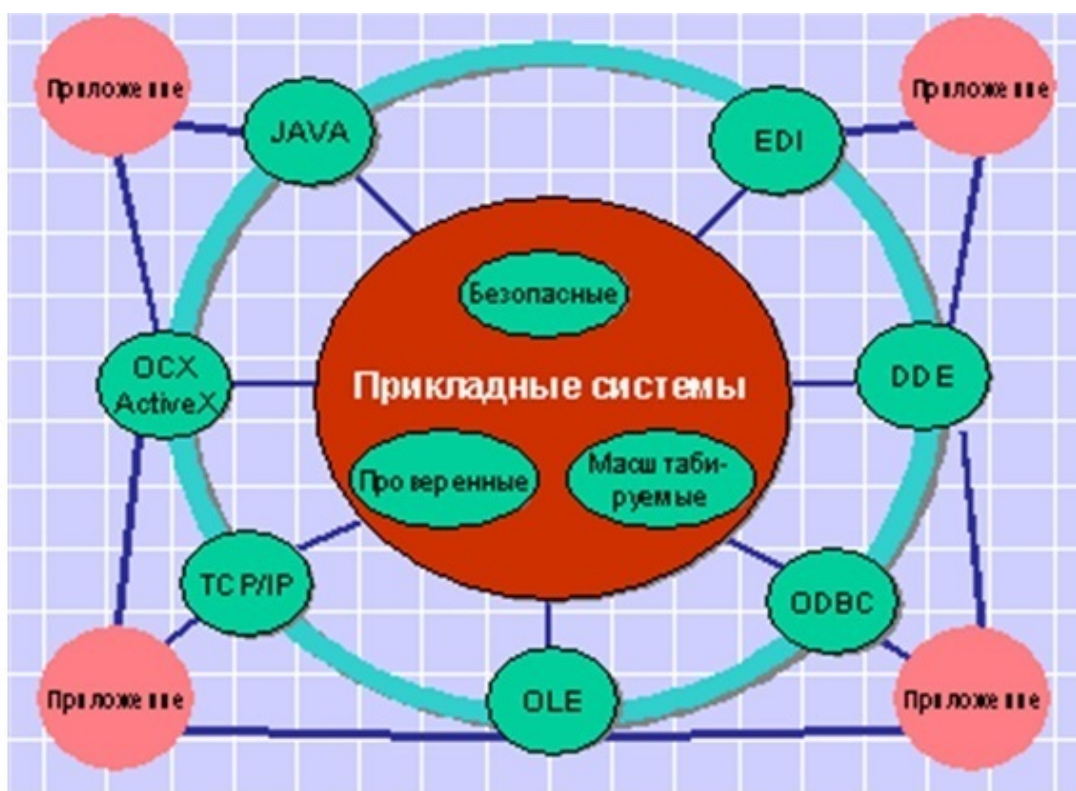 Приложение
Приложение
JAVA
EDI
Безопасные
OCX
ActiveX
Прикладные системы
DDE
Проверенные
Масштаби-
руемые
TCP/IP
ODBC
OLE
Приложение
Приложение